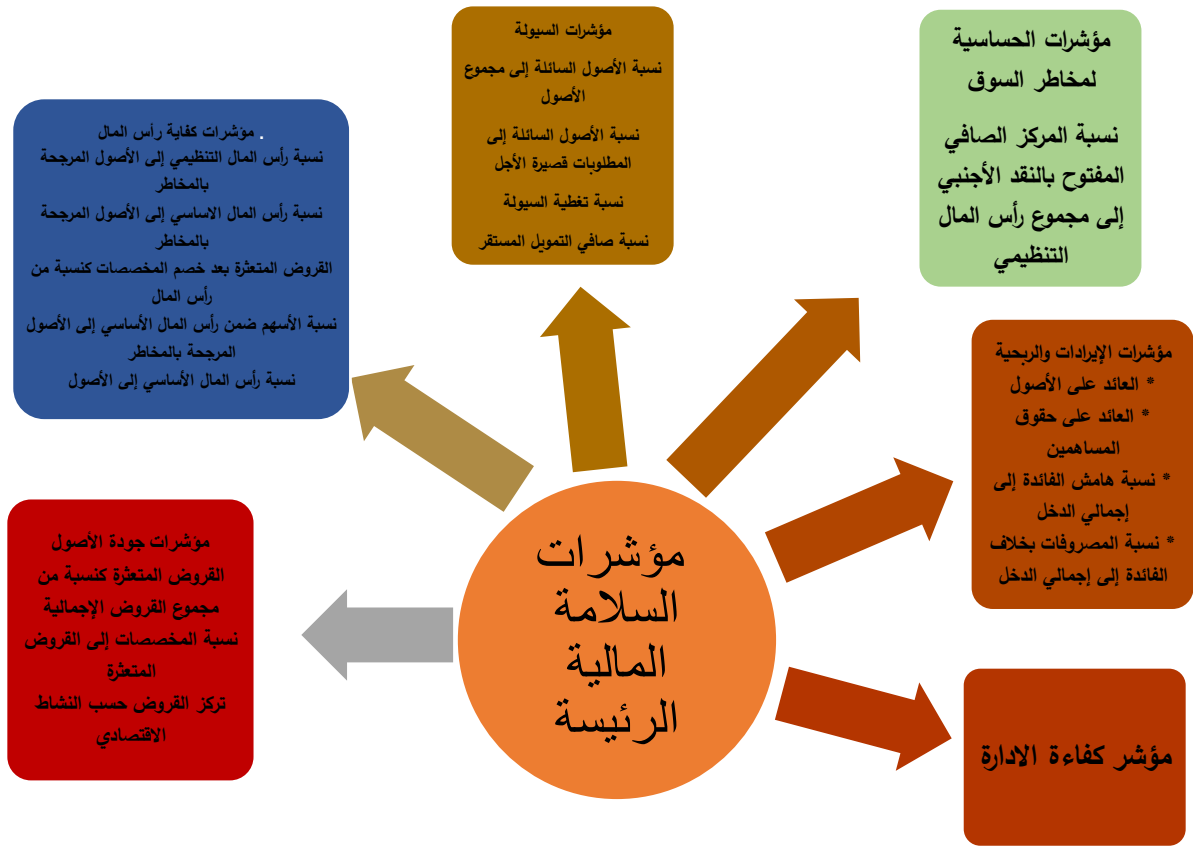 مؤشرات الحساسية
لمخاطر السوق
نسبة المركز الصافي
المفتوح بالنقد الأجنبي
إلى مجموع رأس المال
التنظيمي
مؤشرات السيولة
نسبة الأصول السائلة إلى مجموع
الأصول
نسبة الأصول السائلة إلى
المطلوبات قصيرة الأجل
نسبة تغطية السيولة
نسبة صافي التمويل المستقر
. مؤشرات كفاية رأس المال
نسبة رأس المال التنظيمي إلى الأصول المرجحة
بالمخاطر
نسبة رأس المال الاساسي إلى الأصول المرجحة
بالمخاطر
القروض المتعثرة بعد خصم المخصصات كنسبة من
رأس المال
نسبة الأسهم ضمن رأس المال الأساسي إلى الأصول
المرجحة بالمخاطر
نسبة رأس المال الأساسي إلى الأصول
مؤشرات الإيرادات والربحية
* العائد على الأصول
* العائد على حقوق
المساهمين
* نسبة هامش الفائدة إلى
إجمالي الدخل
* نسبة المصروفات بخلاف
الفائدة إلى إجمالي الدخل
مؤشرات
السلامة
المالية
الرئيسة
مؤشرات جودة الأصول
القروض المتعثرة كنسبة من
مجموع القروض الإجمالية
نسبة المخصصات إلى القروض
المتعثرة
تركز القروض حسب النشاط
الاقتصادي
مؤشر كفاءة الادارة